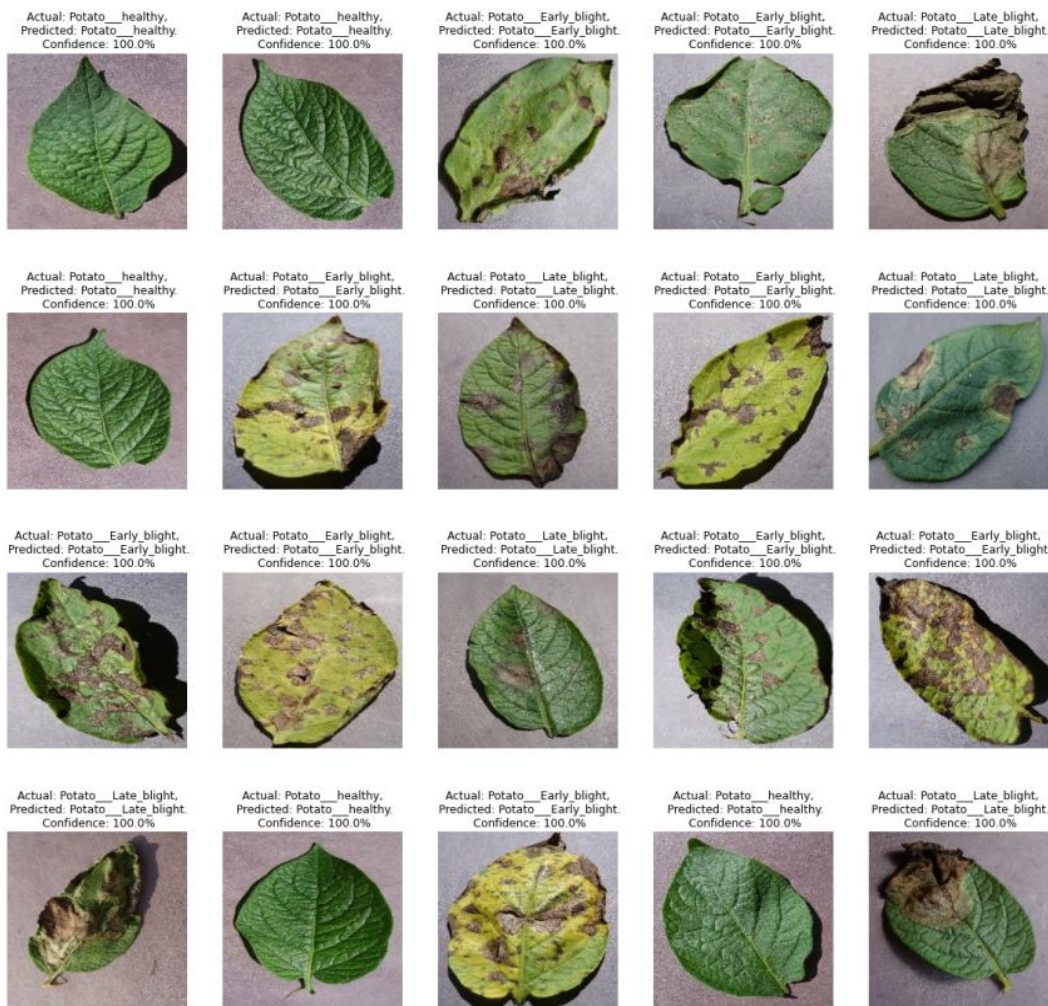 Actual: Potato___healthy,
Predicted: Potato___healthy.
Confidence: 100.0%
Actual: Potato___healthy,
Predicted: Potato___healthy.
Confidence: 100.0%
Actual: Potato___Early_blight,
Predicted: Potato___Early_blight.
Confidence: 100.0%
Actual: Potato___Early_blight,
Predicted: Potato___Early_blight.
Confidence: 100.0%
Actual: Potato___Late_blight,
Predicted: Potato___Late_blight.
Confidence: 100.0%
Actual: Potato___healthy,
Predicted: Potato___healthy.
Confidence: 100.0%
Actual: Potato___Early_blight,
Predicted: Potato___Early_blight.
Confidence: 100.0%
Actual: Potato___Late_blight,
Predicted: Potato___Late_blight.
Confidence: 100.0%
Actual: Potato___Early_blight,
Predicted: Potato___Early_blight.
Confidence: 100.0%
Actual: Potato___Late_blight,
Predicted: Potato___Late_blight.
Confidence: 100.0%
Actual: Potato___Early_blight,
Predicted: Potato___Early_blight.
Confidence: 100.0%
Actual: Potato___Early_blight,
Predicted: Potato___Early_blight.
Confidence: 100.0%
Actual: Potato___Late_blight,
Predicted: Potato___Late_blight.
Confidence: 100.0%
Actual: Potato___Early_blight,
Predicted: Potato___Early_blight.
Confidence: 100.0%
Actual: Potato___Early_blight,
Predicted: Potato___Early_blight.
Confidence: 100.0%
Actual: Potato___Late_blight,
Predicted: Potato___Late_blight.
Confidence: 100.0%
Actual: Potato___healthy,
Predicted: Potato___healthy.
Confidence: 100.0%
Actual: Potato___Early_blight,
Predicted: Potato___Early_blight.
Confidence: 100.0%
Actual: Potato___healthy,
Predicted: Potato___healthy.
Confidence: 100.0%
Actual: Potato___Late_blight,
Predicted: Potato___Late_blight.
Confidence: 100.0%